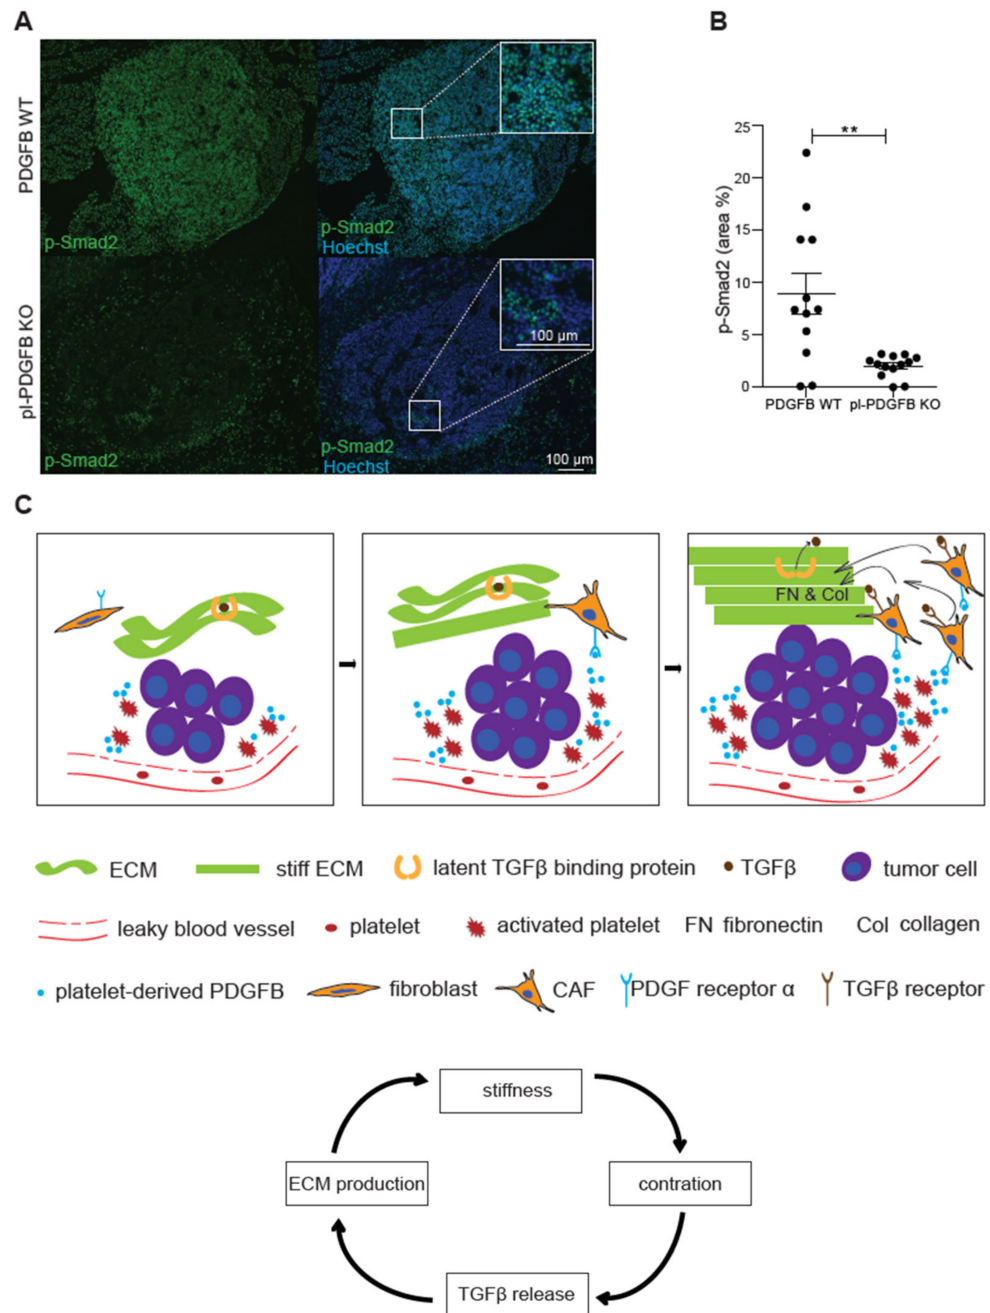 A
PDGFB WT
p-Smad2
p-Smad2
Hoechst
pl-PDGFB KO
p-Smad2
100 µm
p-Smad2
Hoechst
100 µm
B
**
p-Smad2 (area %)
25
20
15
10
5
0
PDGFB WT
pl-PDGFB KO
C
FN & Col
ECM
stiff ECM
latent TGFβ binding protein
TGFβ
tumor cell
leaky blood vessel
platelet
activated platelet
FN fibronectin
Col collagen
platelet-derived PDGFB
fibroblast
CAF
PDGF receptor α
TGFβ receptor
stiffness
ECM production
contration
TGFβ release